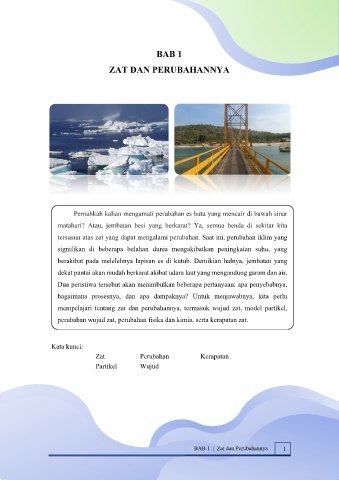 BAB 1
ZAT DAN PERUBAHANNYA
Pernahkah kalian mengamati perubahan es batu yang mencair di bawah sinar
matahari? Atau, jembatan besi yang berkarat? Ya, semua benda di sekitar kita
tersusun atas zat yang dapat mengalami perubahan. Saat ini, perubahan iklim yang
signifikan di beberapa belahan dunia mengakibatkan peningkatan suhu, yang
berakibat pada melelehnya lapisan es di kutub. Demikian halnya, jembatan yang
dekat pantai akan mudah berkarat akibat udara laut yang mengandung garam dan air.
Dua peristiwa tersebut akan menimbulkan beberapa pertanyaan: apa penyebabnya,
bagaimana prosesnya, dan apa dampaknya? Untuk menjawabnya, kita perlu
mempelajari tentang zat dan perubahannya, termasuk wujud zat, model partikel,
perubahan wujud zat, perubahan fisika dan kimia, serta kerapatan zat.
Kata kunci:
Zat Perubahan Kerapatan
Partikel Wujud
BAB 1 | Zat dan Perubahannya 1